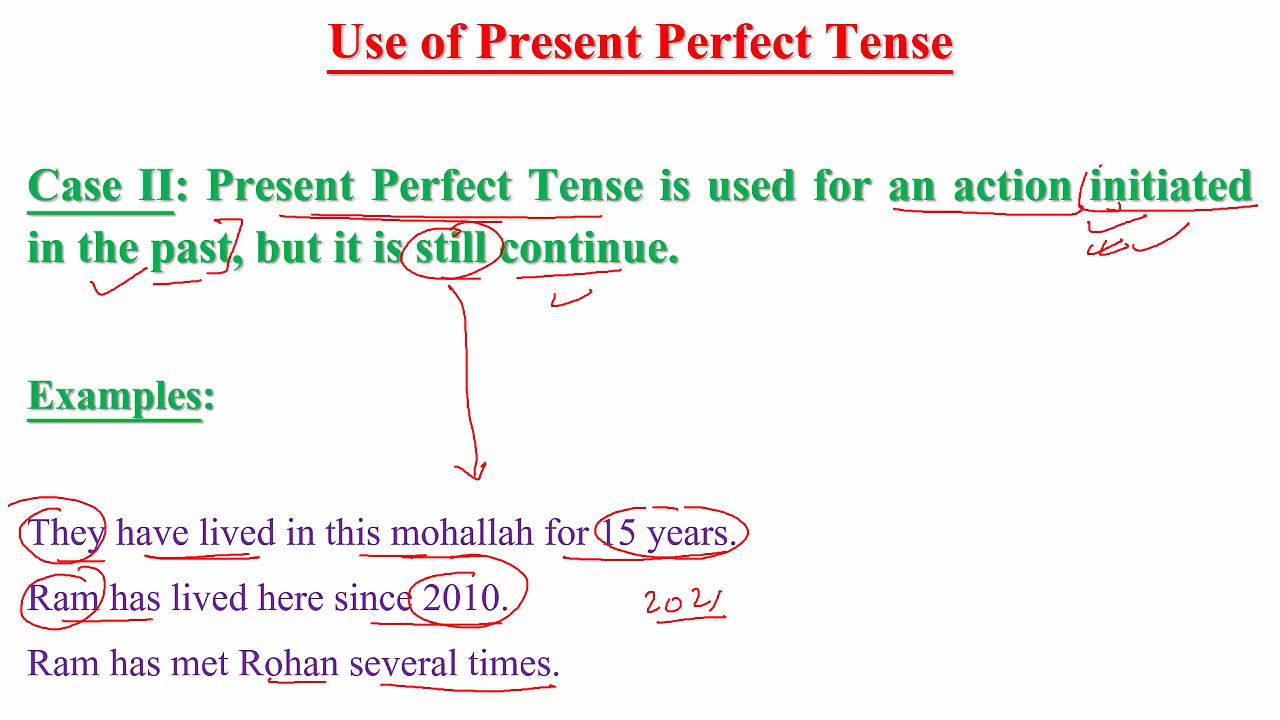 Use of Present Perfect Tense
Case II: Present Perfect Tense is used for an action initiated
in the past, but it is still continue.
Examples:
They have lived in this mohallah for 15 years.
Ram has lived here since 2010.
2021
Ram has met Rohan several times.